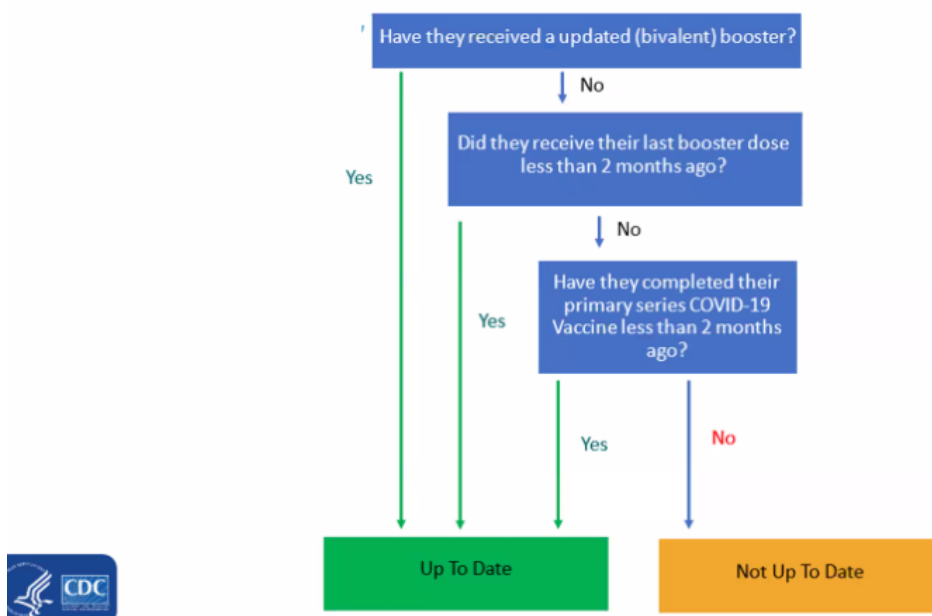 Have they received a updated (bivalent) booster?
No
Did they receive their last booster dose
less than 2 months ago?
Yes
No
Have they completed their
primary series COVID-19
Vaccine less than 2 months
ago?
Yes
Yes
No
Up To Date
Not Up To Date
CDC